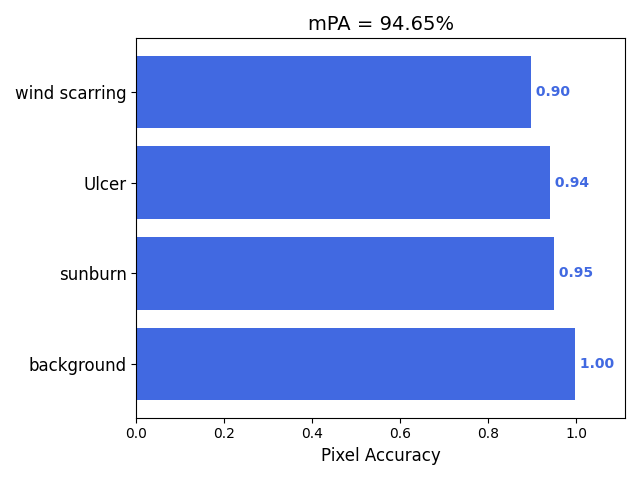 mPA = 94.65%
wind scarring 0.90
Ulcer 0.94
sunburn 0.95
background 1.00
0.0 0.2 0.4 0.6 0.8 1.0
Pixel Accuracy